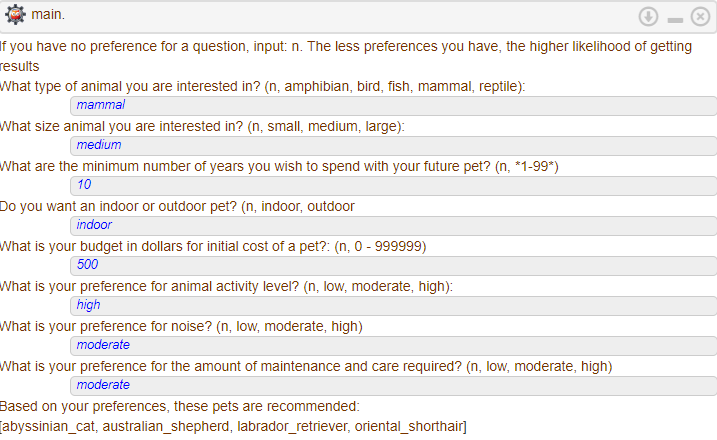 main.
If you have no preference for a question, input: n. The less preferences you have, the higher likelihood of getting
results
What type of animal you are interested in? (n, amphibian, bird, fish, mammal, reptile):
mammal
What size animal you are interested in? (n, small, medium, large):
medium
What are the minimum number of years you wish to spend with your future pet? (n, *1-99*)
10
Do you want an indoor or outdoor pet? (n, indoor, outdoor
indoor
What is your budget in dollars for initial cost of a pet?: (n, 0 - 999999)
500
What is your preference for animal activity level? (n, low, moderate, high):
high
What is your preference for noise? (n, low, moderate, high)
moderate
What is your preference for the amount of maintenance and care required? (n, low, moderate, high)
moderate
Based on your preferences, these pets are recommended:
[abyssinian_cat, australian_shepherd, labrador_retriever, oriental_shorthair]